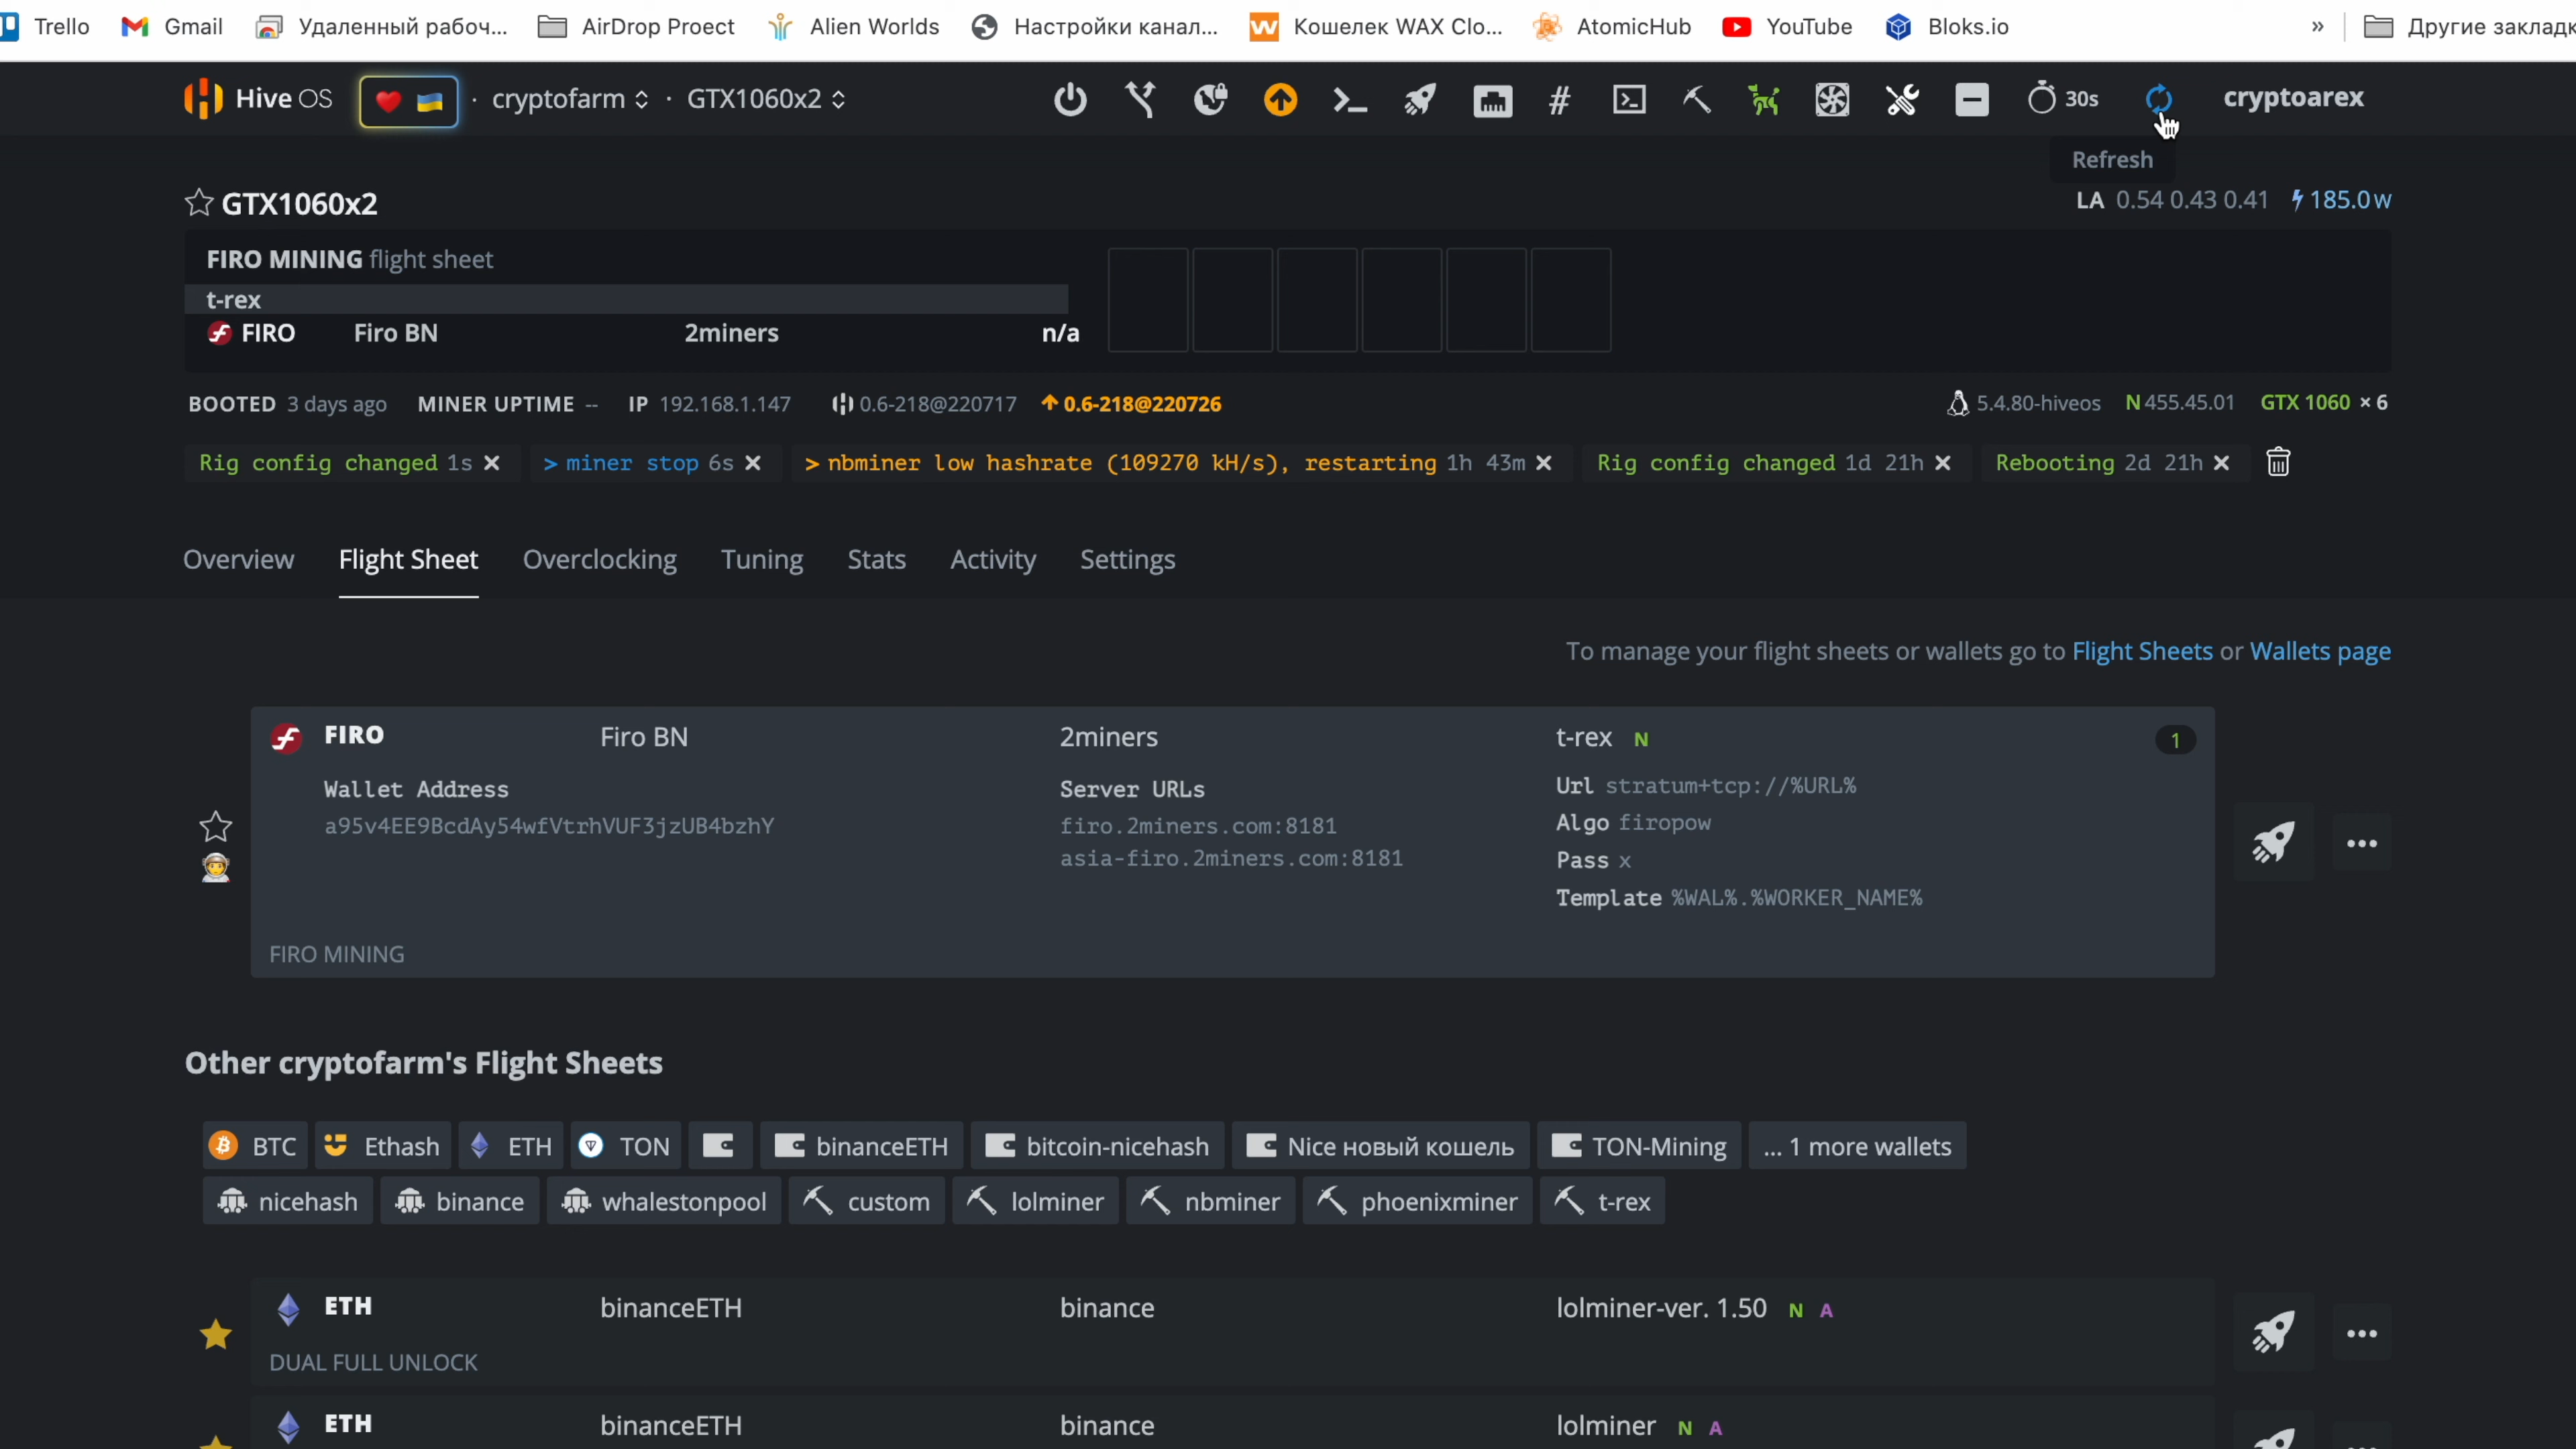 Trello Gmail Удаленный рабоч... AirDrop Proect Alien Worlds Настройки канал... Кошелек WAX Clo... AtomicHub YouTube Bloks.io » Другие заклад
Hive OS · cryptofarm · GTX1060x2 30s cryptoarex
Refresh
GTX1060x2 LA 0.54 0.43 0.41 185.0 W
FIRO MINING flight sheet
t-rex
FIRO Firo BN 2miners n/a
BOOTED 3 days ago MINER UPTIME -- IP 192.168.1.147 0.6-218@220717 0.6-218@220726 5.4.80-hiveos N 455.45.01 GTX 1060 × 6
Rig config changed 1s × > miner stop 6s × > nbminer low hashrate (109270 kH/s), restarting 1h 43m × Rig config changed 1d 21h × Rebooting 2d 21h ×
Overview Flight Sheet Overclocking Tuning Stats Activity Settings
To manage your flight sheets or wallets go to Flight Sheets or Wallets page
FIRO Firo BN 2miners t-rex N 1
Wallet Address Server URLs Url stratum+tcp://%URL%
a95v4EE9BcdAy54wfVtrhVUF3jzUB4bzhY firo.2miners.com:8181 Algo firopow
asia-firo.2miners.com:8181 Pass x
Template %WAL%.%WORKER_NAME%
FIRO MINING
Other cryptofarm's Flight Sheets
BTC Ethash ETH TON binanceETH bitcoin-nicehash Nice новый кошель TON-Mining ... 1 more wallets
nicehash binance whalestonpool custom lolminer nbminer phoenixminer t-rex
ETH binanceETH binance lolminer-ver. 1.50 N A
DUAL FULL UNLOCK
ETH binanceETH binance lolminer N A